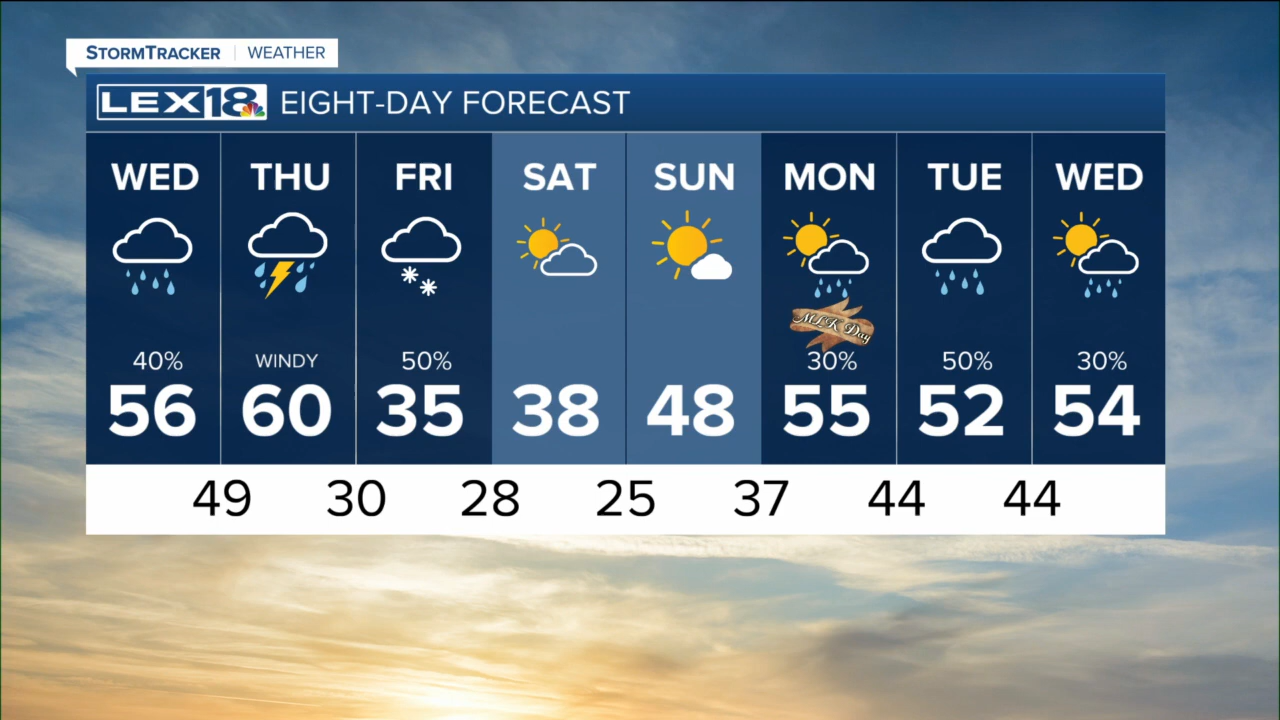 STORMTRACKER | WEATHER
LEX18 EIGHT-DAY FORECAST
WED THU FRI SAT SUN MON TUE WED
MLK Day
40% WINDY 50% 30% 50% 30%
56 60 35 38 48 55 52 54
49 30 28 25 37 44 44